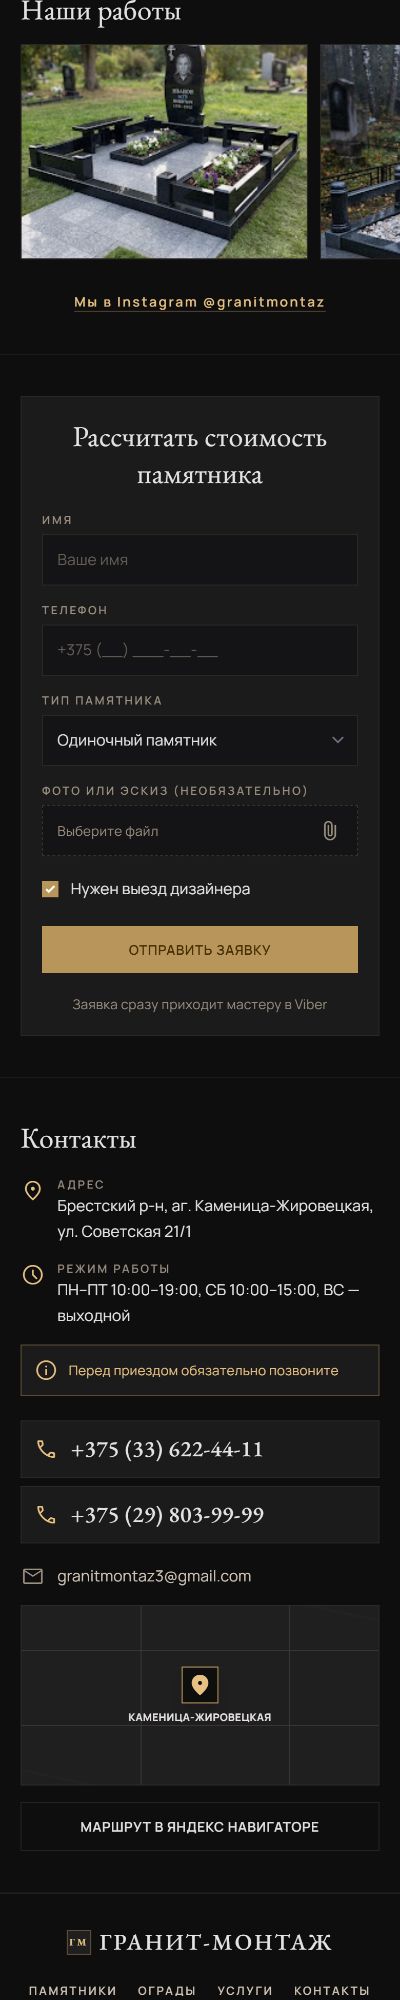 Наши работы
Мы в Instagram @granitmontaz
Рассчитать стоимость
памятника
ИМЯ
Ваше имя
ТЕЛЕФОН
+375 (__) ___-__-__
ТИП ПАМЯТНИКА
Одиночный памятник
ФОТО ИЛИ ЭСКИЗ (НЕОБЯЗАТЕЛЬНО)
Выберите файл
Нужен выезд дизайнера
ОТПРАВИТЬ ЗАЯВКУ
Заявка сразу приходит мастеру в Viber
Контакты
АДРЕС
Брестский р-н, аг. Каменица-Жировецкая,
ул. Советская 21/1
РЕЖИМ РАБОТЫ
ПН–ПТ 10:00–19:00, СБ 10:00–15:00, ВС —
выходной
Перед приездом обязательно позвоните
+375 (33) 622-44-11
+375 (29) 803-99-99
granitmontaz3@gmail.com
КАМЕНИЦА-ЖИРОВЕЦКАЯ
МАРШРУТ В ЯНДЕКС НАВИГАТОРЕ
ГМ ГРАНИТ-МОНТАЖ
ПАМЯТНИКИ ОГРАДЫ УСЛУГИ КОНТАКТЫ